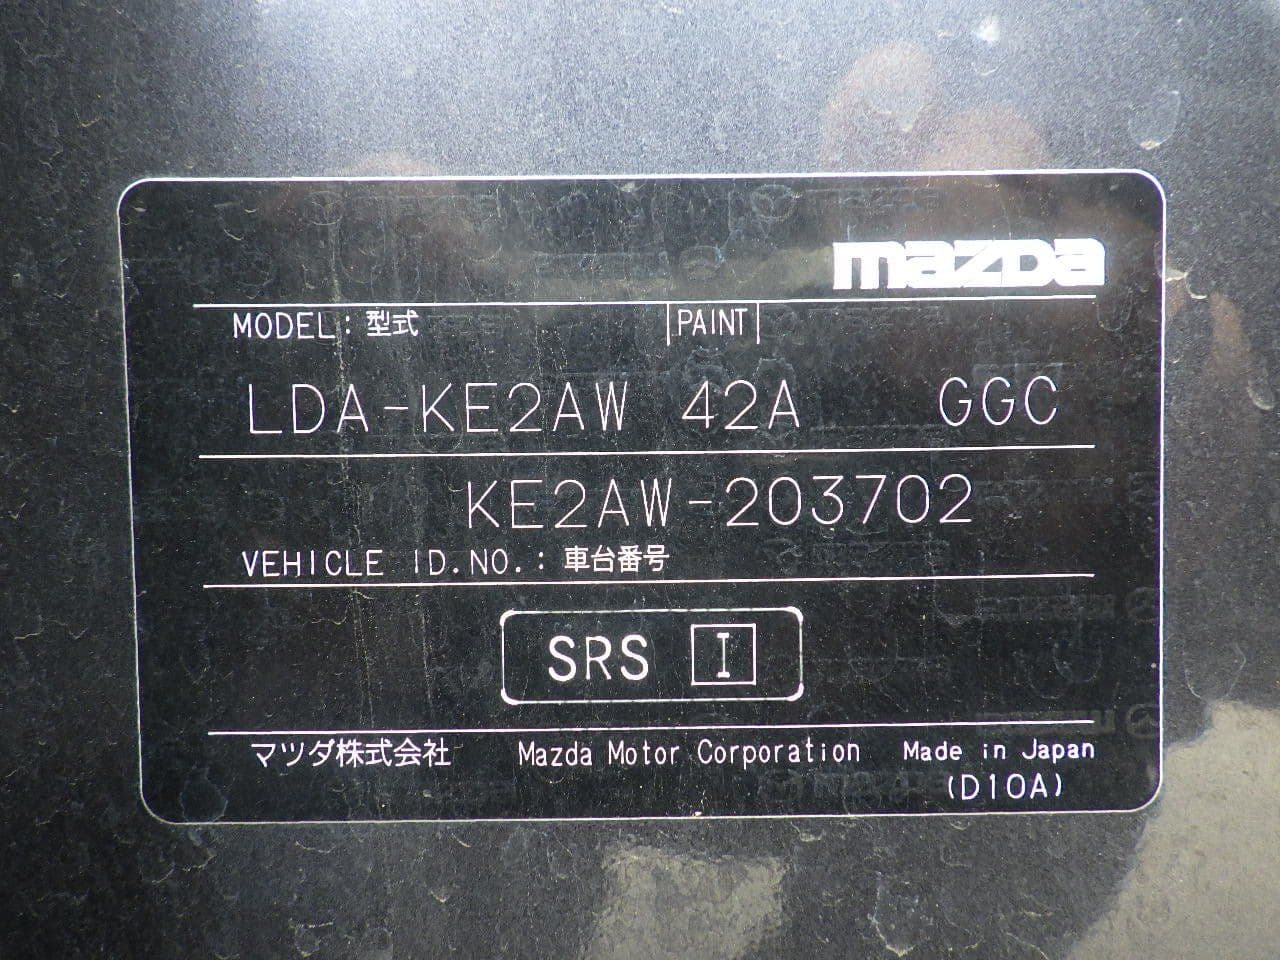 mazda
MODEL: 型式 PAINT
LDA-KE2AW 42A GGC
KE2AW-203702
VEHICLE ID.NO.: 車台番号
SRS I
マツダ株式会社 Mazda Motor Corporation Made in Japan
(D10A)